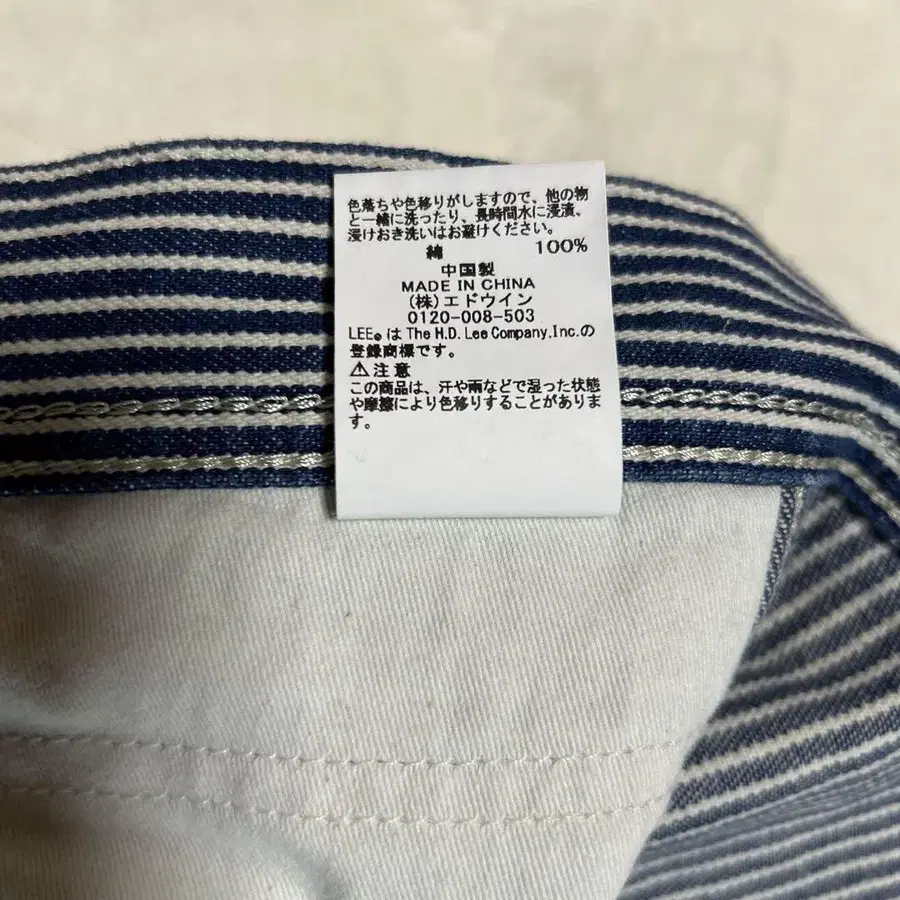 色落ちや色移りがしますので、他の物
と一緒に洗ったり、長時間水に浸漬,
浸けおき洗いはお避けください。
綿 100%
中国製
MADE IN CHINA
(株)エドウイン
0120-008-503
LEE® は The H.D. Lee Company,Inc.の
登録商標です。
⚠注意
この商品は、汗や雨などで湿った状態
や摩擦により色移りすることがありま
す。